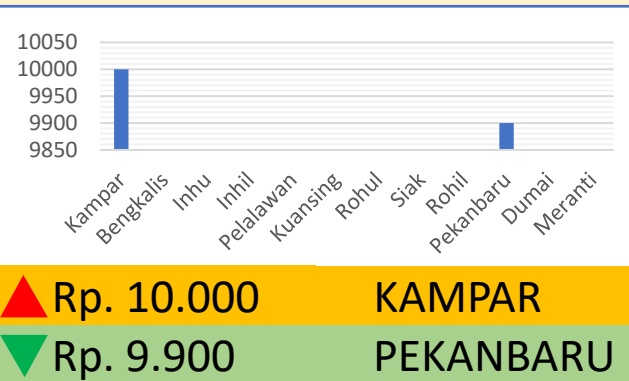 10050
10000
9950
9900
9850
Kampar
Bengkalis
Inhu
Inhil
Pelalawan
Kuansing
Rohul
Siak
Rohil
Pekanbaru
Dumai
Meranti
Rp. 10.000 KAMPAR
Rp. 9.900 PEKANBARU